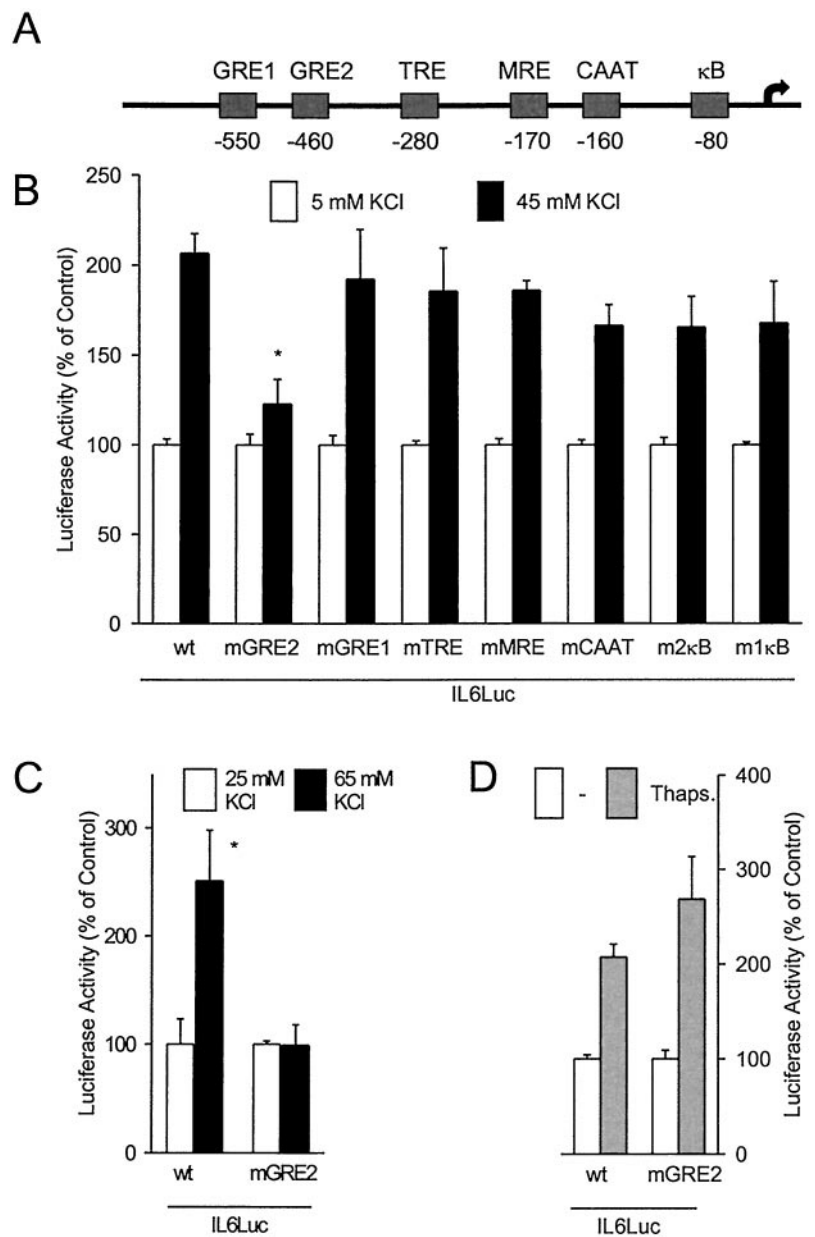 A
GRE1 GRE2 TRE MRE CAAT κB
-550 -460 -280 -170 -160 -80
B
5 mM KCl 45 mM KCl
Luciferase Activity (% of Control)
250
200
150
100
50
0
*
wt mGRE2 mGRE1 mTRE mMRE mCAAT m2κB m1κB
IL6Luc
C
25 mM KCl
65 mM KCl
Luciferase Activity (% of Control)
300
200
100
0
*
wt mGRE2
IL6Luc
D
- Thaps.
400
300
200
100
0
Luciferase Activity (% of Control)
wt mGRE2
IL6Luc